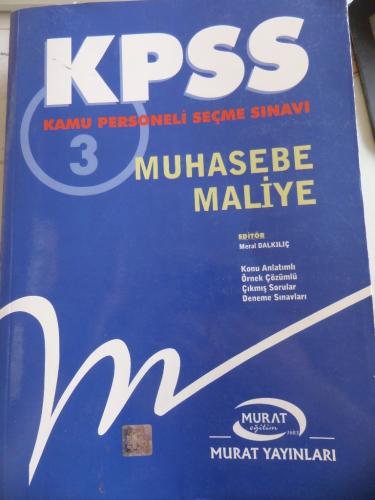 KPSS
KAMU PERSONELİ SEÇME SINAVI
3
MUHASEBE
MALİYE
EDİTÖR
Meral DALKILIÇ
Konu Anlatımlı
Örnek Çözümlü
Çıkmış Sorular
Deneme Sınavları
MURAT
eğitim
MURAT YAYINLARI